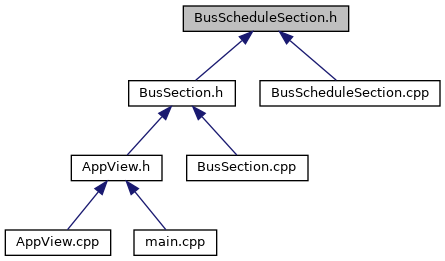 BusScheduleSection.h
BusSection.h
BusScheduleSection.cpp
AppView.h
BusSection.cpp
AppView.cpp
main.cpp